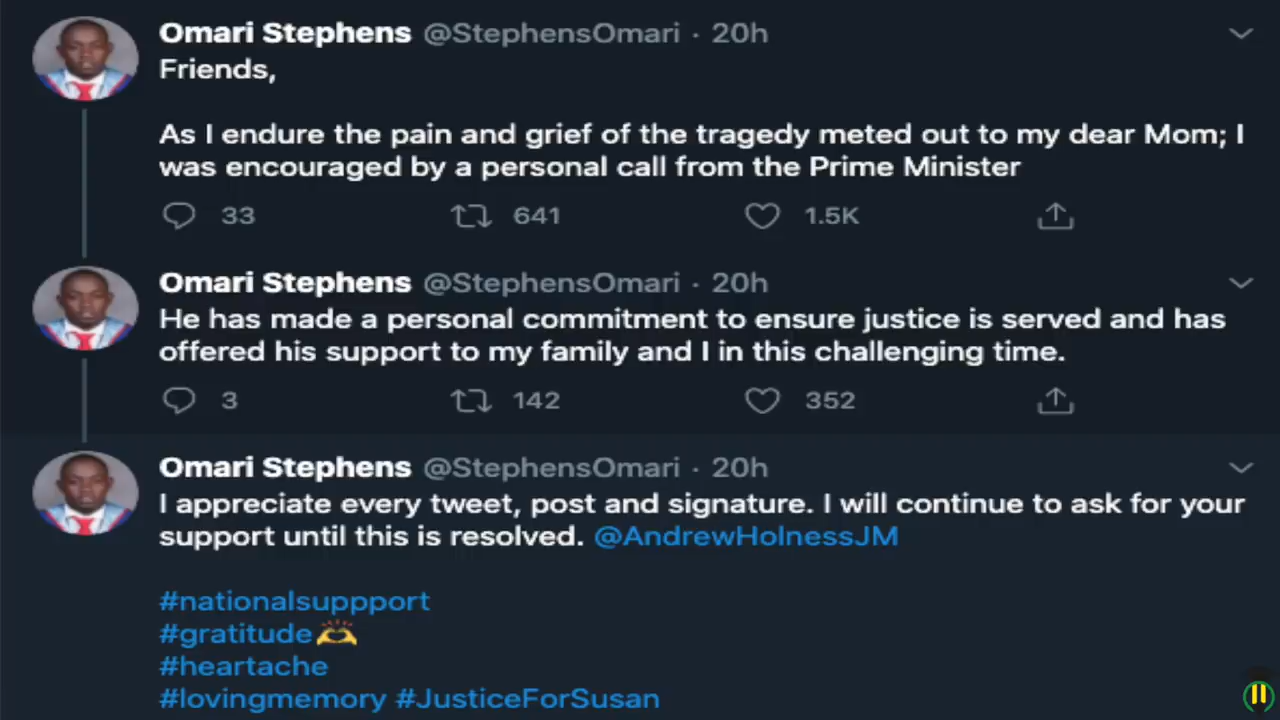 Omari Stephens @StephensOmari · 20h
Friends,
As I endure the pain and grief of the tragedy meted out to my dear Mom; I
was encouraged by a personal call from the Prime Minister
33 641 1.5K
Omari Stephens @StephensOmari · 20h
He has made a personal commitment to ensure justice is served and has
offered his support to my family and I in this challenging time.
3 142 352
Omari Stephens @StephensOmari · 20h
I appreciate every tweet, post and signature. I will continue to ask for your
support until this is resolved. @AndrewHolnessJM
#nationalsuppport
#gratitude🫶
#heartache
#lovingmemory #JusticeForSusan